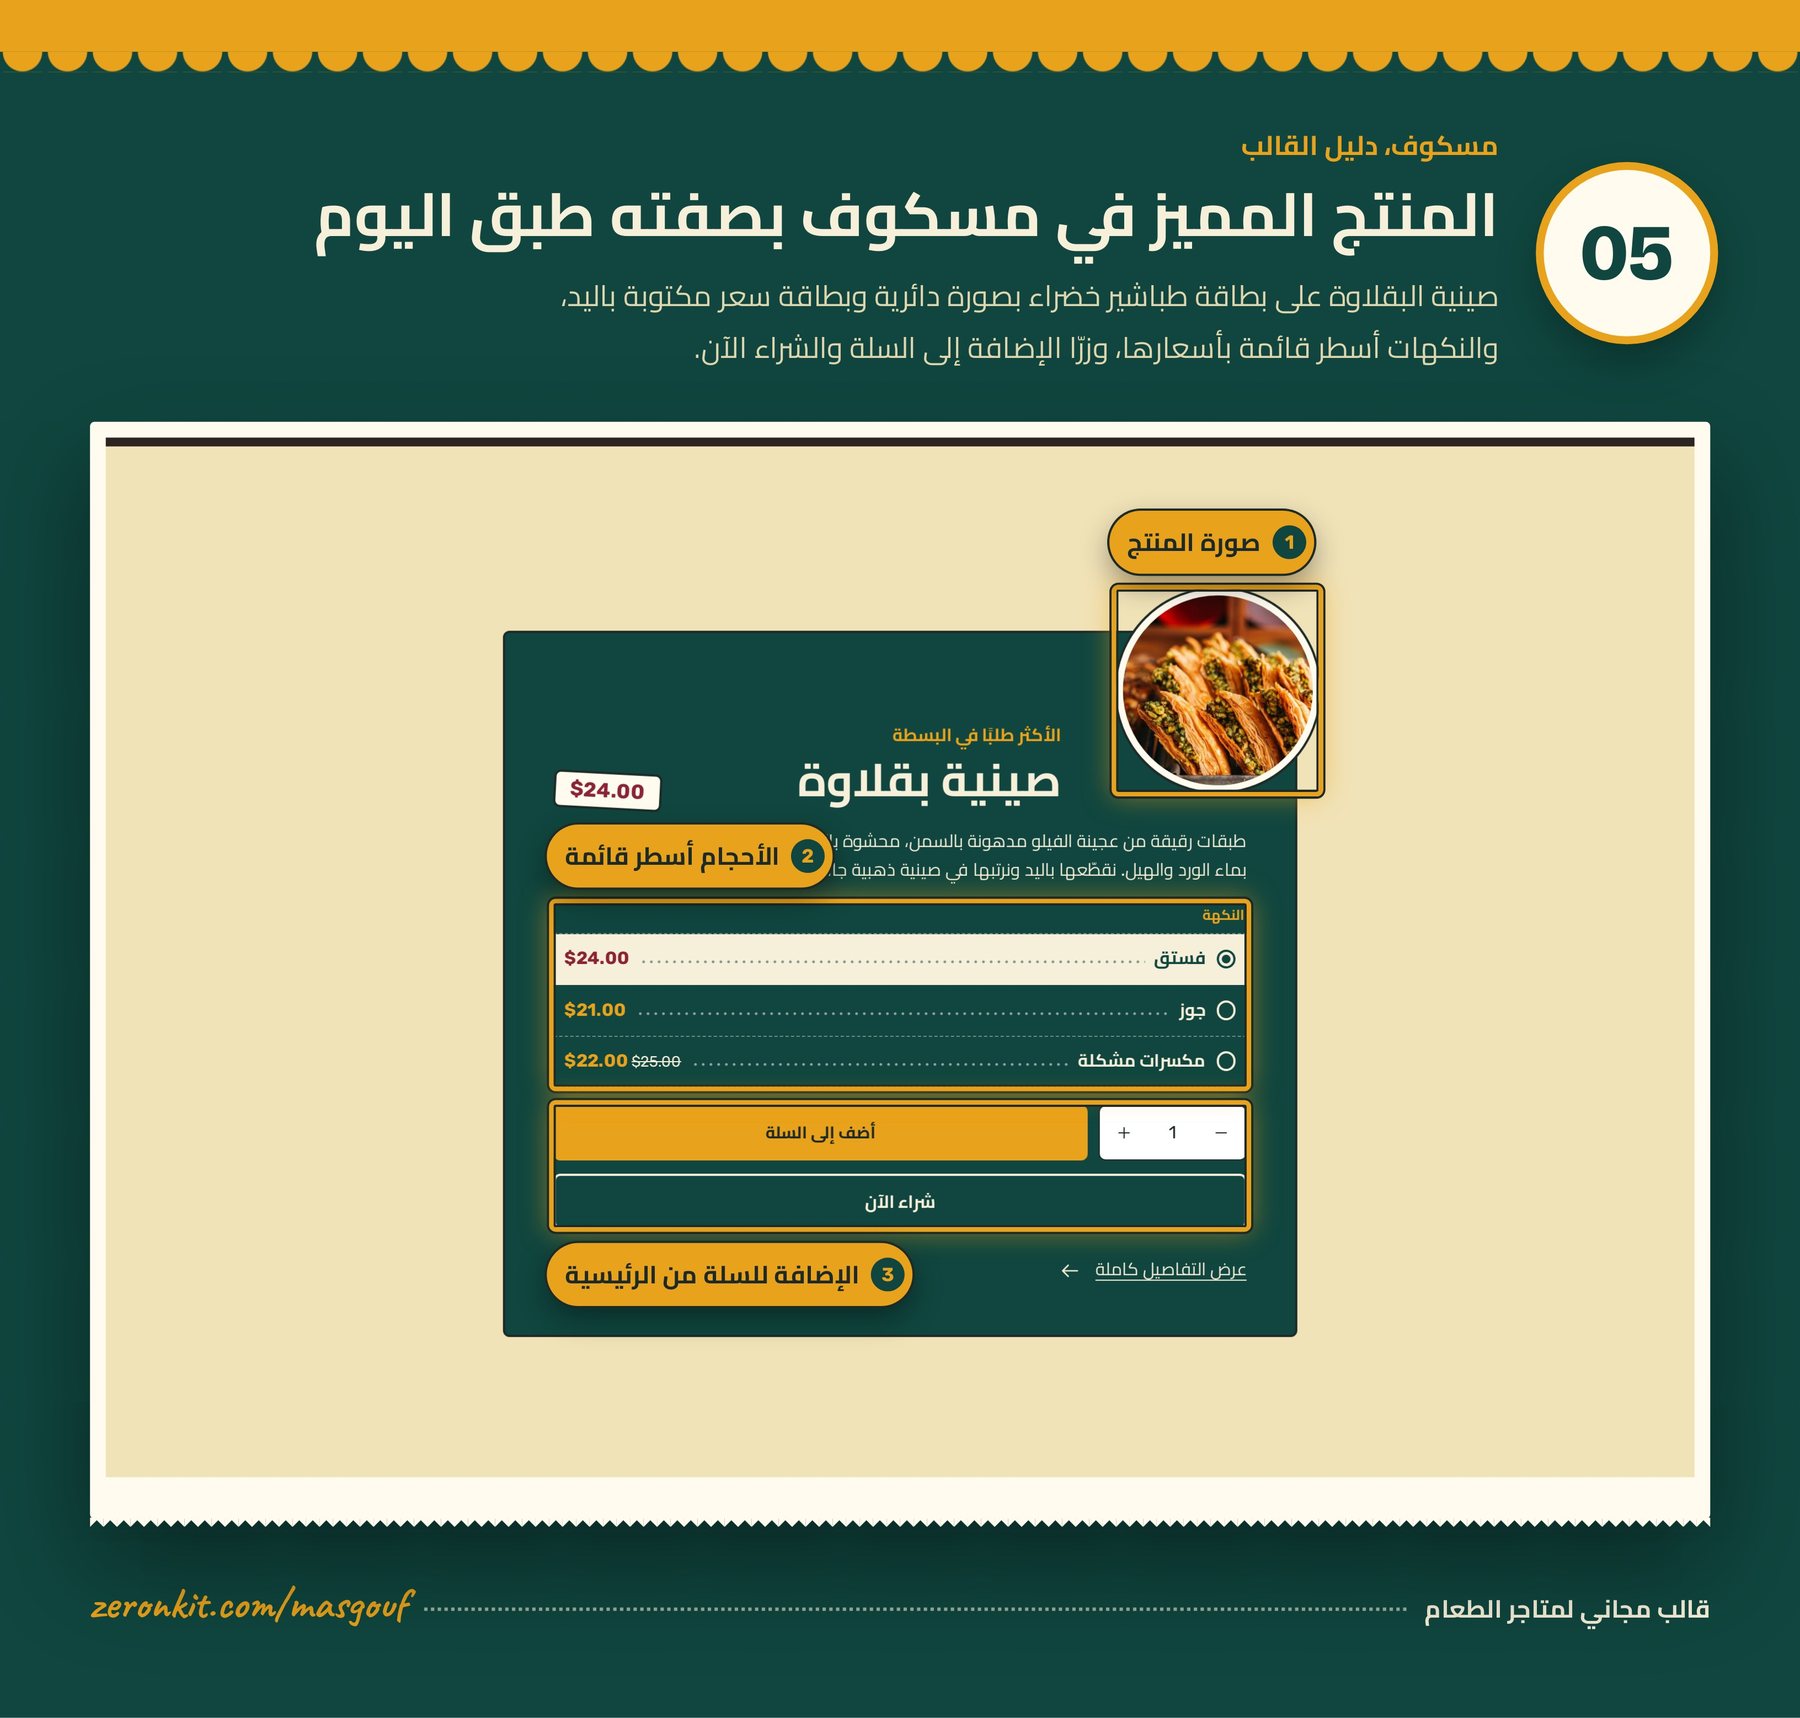 مسكوف، دليل القالب
05
المنتج المميز في مسكوف بصفته طبق اليوم
صينية البقلاوة على بطاقة طباشير خضراء بصورة دائرية وبطاقة سعر مكتوبة باليد،
والنكهات أسطر قائمة بأسعارها، وزرّا الإضافة إلى السلة والشراء الآن.
1 صورة المنتج
الأكثر طلبًا في البسطة
صينية بقلاوة
$24.00
طبقات رقيقة من عجينة الفيلو مدهونة بالسمن، محشوة
بماء الورد والهيل. نقطّعها باليد ونرتبها في صينية ذهبية
2 الأحجام أسطر قائمة
النكهة
فستق $24.00
جوز $21.00
مكسرات مشكلة $25.00 $22.00
− 1 +
أضف إلى السلة
شراء الآن
عرض التفاصيل كاملة ←
3 الإضافة للسلة من الرئيسية
قالب مجاني لمتاجر الطعام
zeronkit.com/masgouf